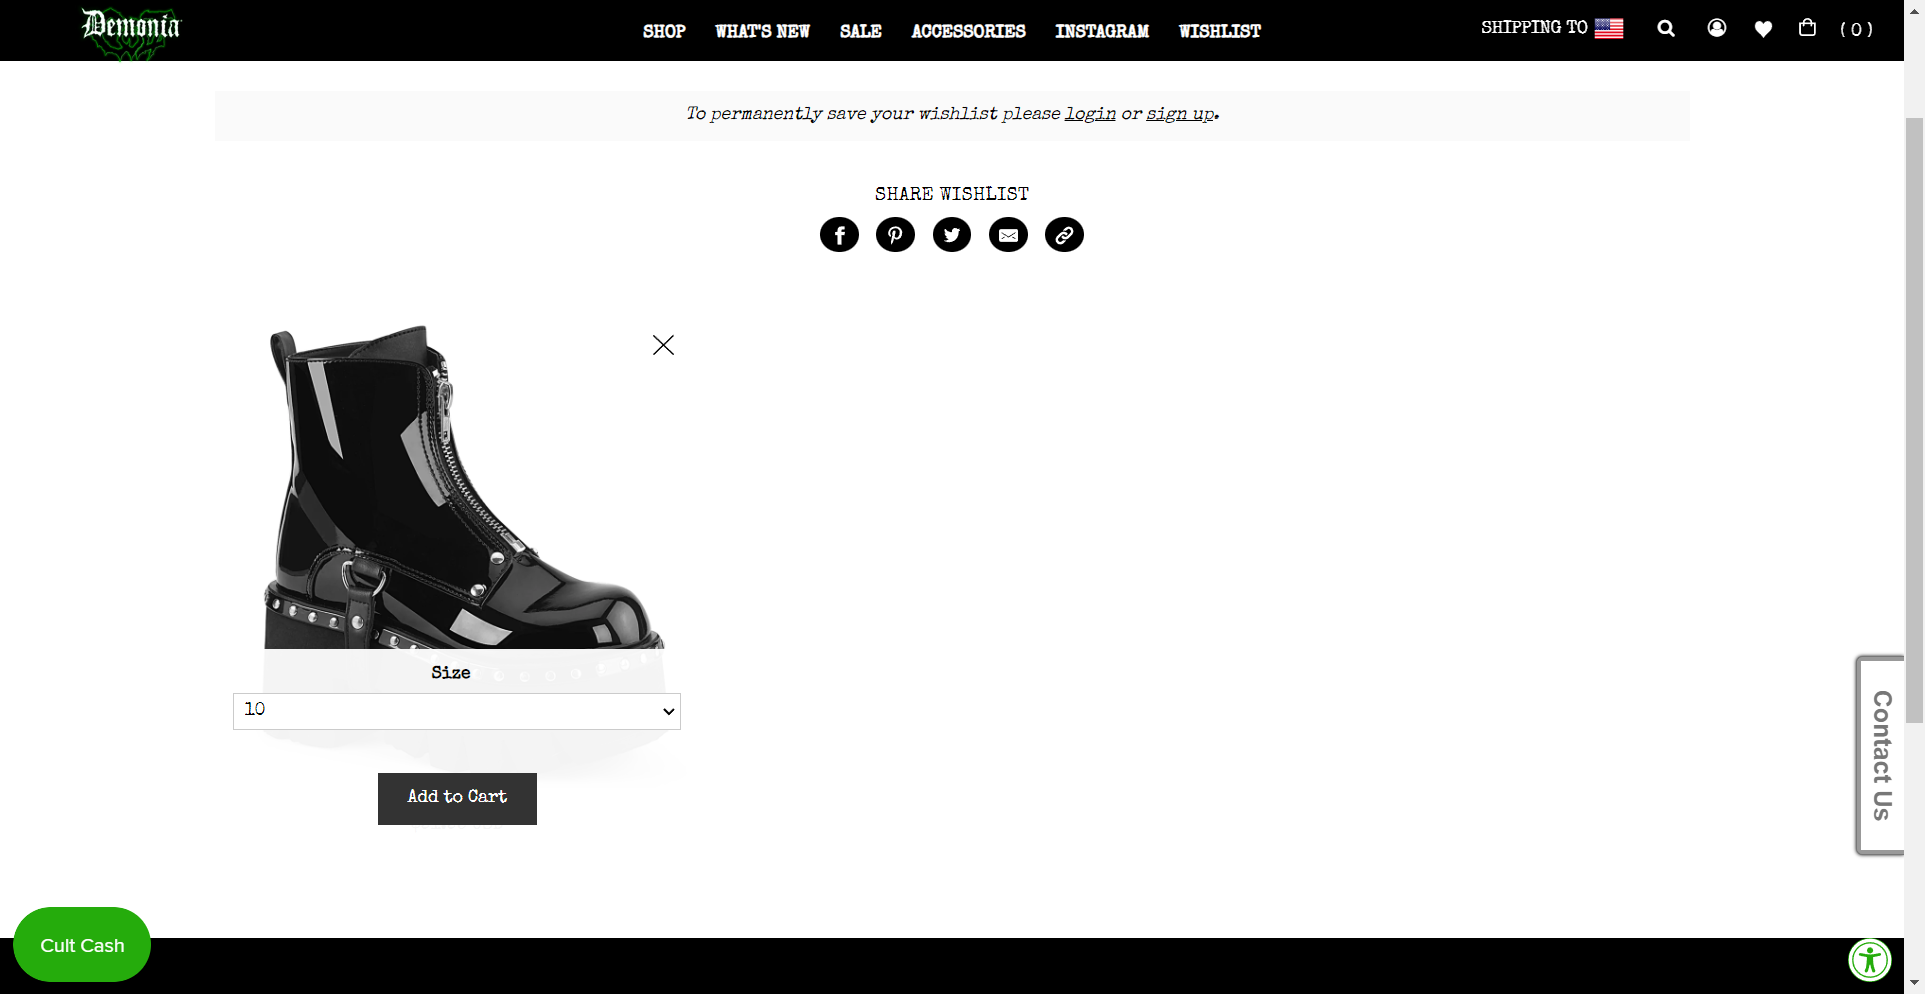 Demonia
SHOP WHAT'S NEW SALE ACCESSORIES INSTAGRAM WISHLIST
SHIPPING TO
( 0 )
To permanently save your wishlist please login or sign up.
SHARE WISHLIST
Size
10
Add to Cart
Contact Us
Cult Cash